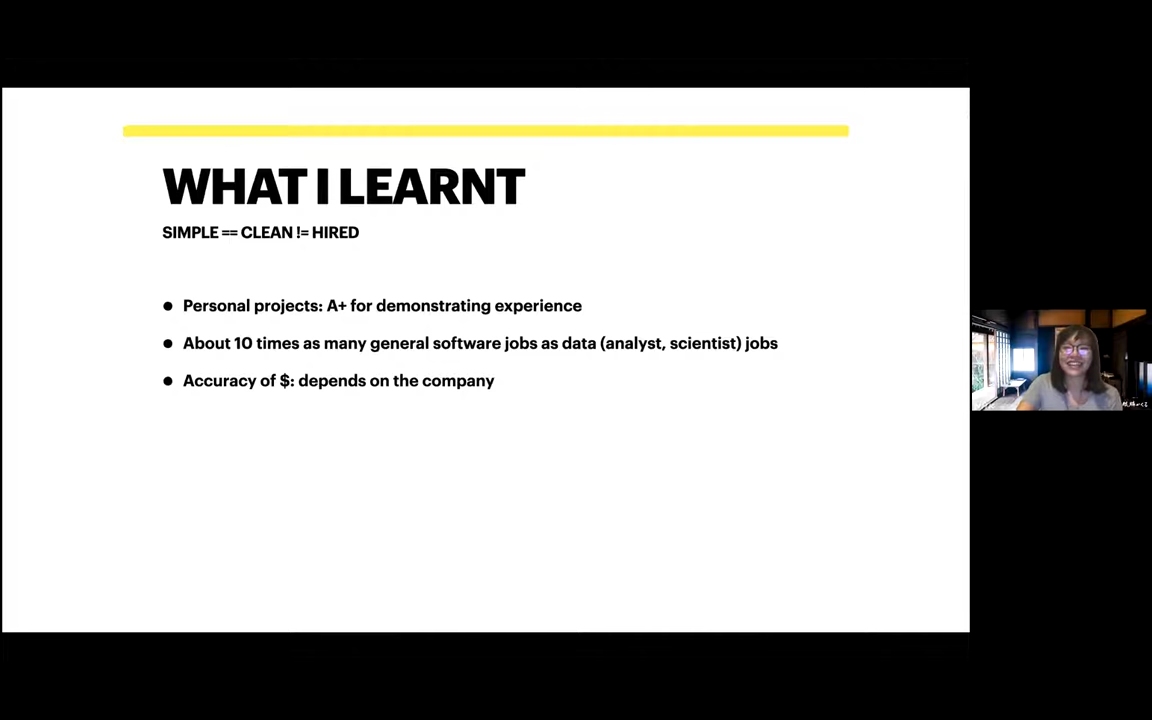 WHAT I LEARNT
SIMPLE == CLEAN != HIRED
● Personal projects: A+ for demonstrating experience
● About 10 times as many general software jobs as data (analyst, scientist) jobs
● Accuracy of $: depends on the company